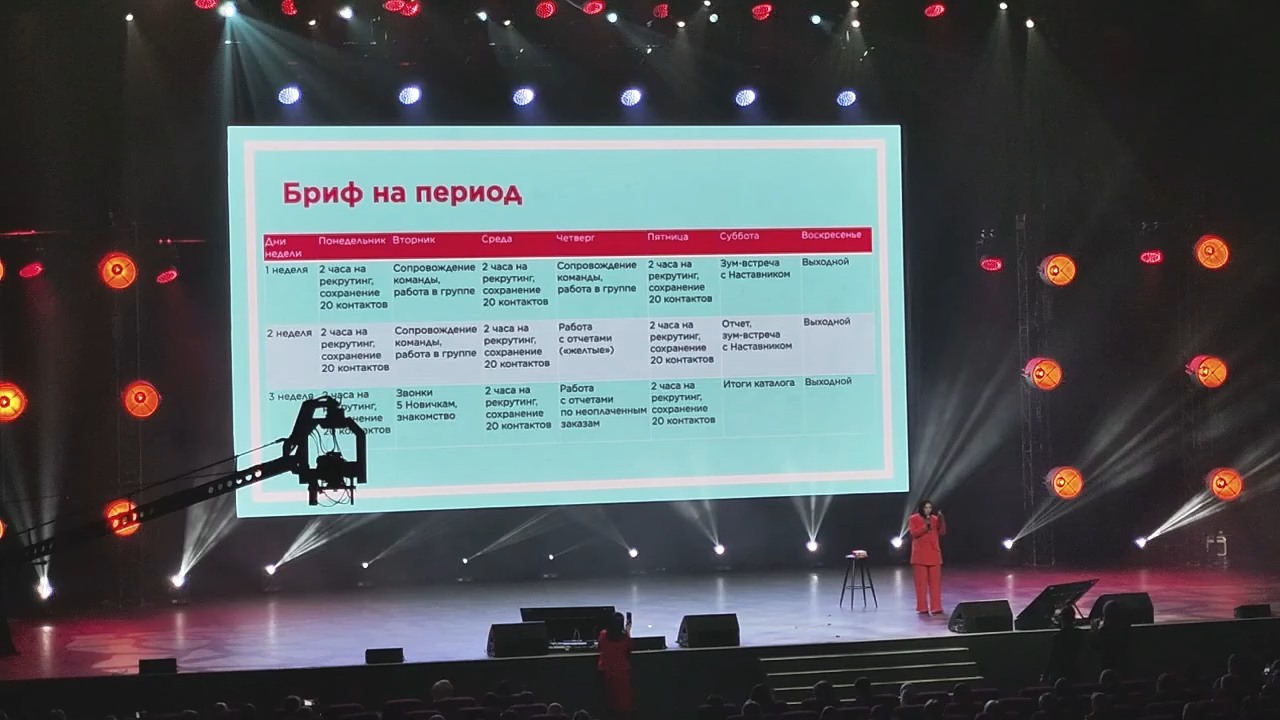 Бриф на период
Дни Понедельник Вторник Среда Четверг Пятница Суббота Воскресенье
недели
1 неделя 2 часа на Сопровождение 2 часа на Сопровождение 2 часа на Зум-встреча Выходной
рекрутинг, команды, рекрутинг, команды, рекрутинг, с Наставником
сохранение работа в группе сохранение работа в группе сохранение
20 контактов 20 контактов 20 контактов
2 неделя 2 часа на Сопровождение 2 часа на Работа 2 часа на Отчет, Выходной
рекрутинг, команды, рекрутинг, с отчетами рекрутинг, зум-встреча
сохранение работа в группе сохранение («желтые») сохранение с Наставником
20 контактов 20 контактов 20 контактов
3 неделя 2 часа на Звонки 2 часа на Работа 2 часа на Итоги каталога Выходной
5 Новичкам, рекрутинг, с отчетами рекрутинг,
знакомство сохранение по неоплаченным сохранение
20 контактов 20 контактов заказам 20 контактов